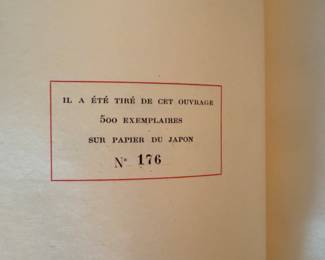 IL A ÉTÉ TIRÉ DE CET OUVRAGE
500 EXEMPLAIRES
SUR PAPIER DU JAPON
N° 176